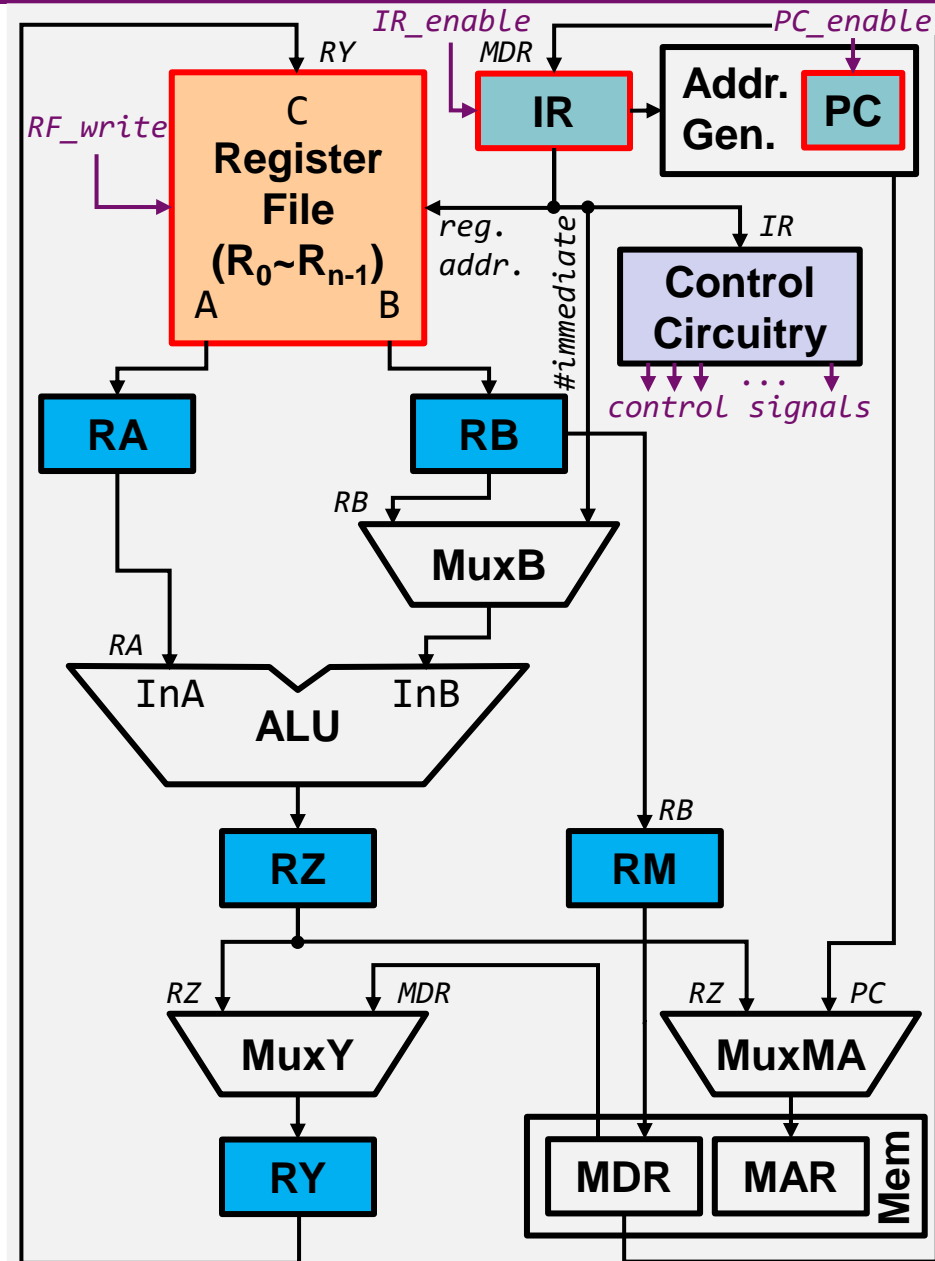 IR_enable
PC_enable
RY
MDR
RF_write
C
Register
File
(R0~Rn-1)
A
B
IR
Addr.
Gen.
PC
reg.
addr.
#immediate
IR
Control
Circuitry
...
control signals
RA
RB
RB
MuxB
RA
InA
InB
ALU
RB
RZ
RM
RZ
MDR
RZ
PC
MuxY
MuxMA
RY
MDR
MAR
Mem